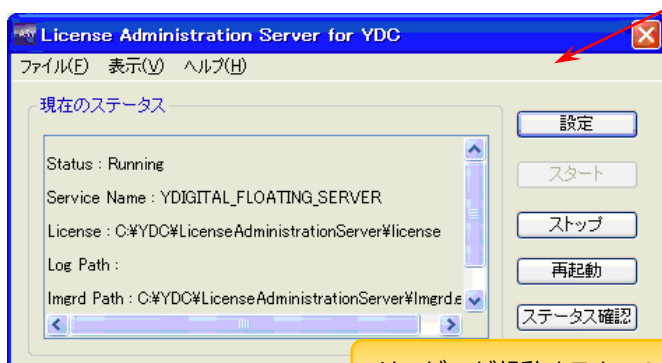 License Administration Server for YDC
ファイル(F) 表示(V) ヘルプ(H)
現在のステータス
Status : Running
Service Name : YDIGITAL_FLOATING_SERVER
License : C:¥YDC¥LicenseAdministrationServer¥license
Log Path :
lmgrd Path : C:¥YDC¥LicenseAdministrationServer¥lmgrd.e
設定
スタート
ストップ
再起動
ステータス確認